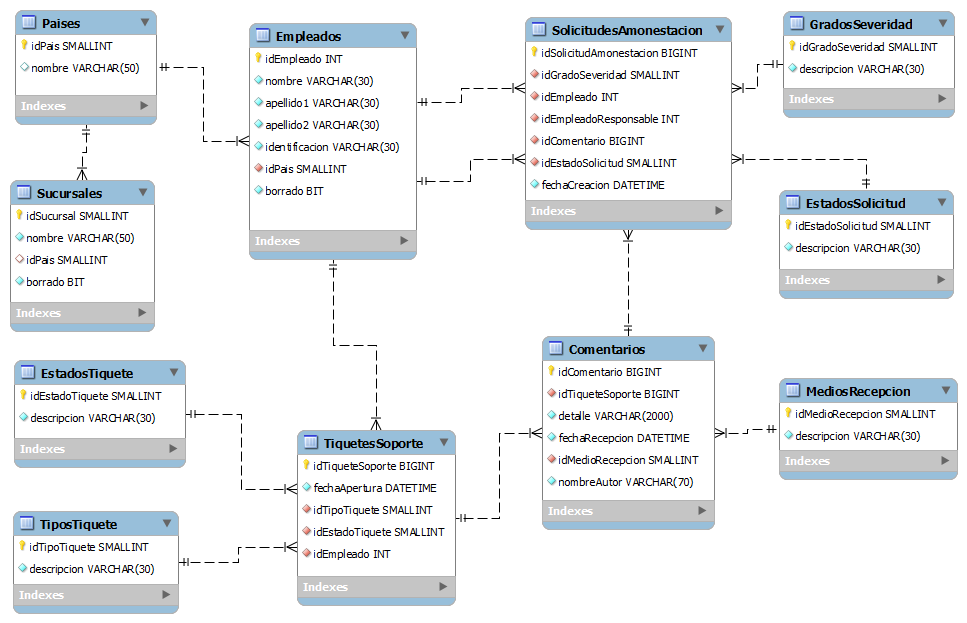 Paises
idPais SMALLINT
nombre VARCHAR(50)
Indexes
Empleados
idEmpleado INT
nombre VARCHAR(30)
apellido1 VARCHAR(30)
apellido2 VARCHAR(30)
identificacion VARCHAR(30)
idPais SMALLINT
borrado BIT
Indexes
SolicitudesAmonestacion
idSolicitudAmonestacion BIGINT
idGradoSeveridad SMALLINT
idEmpleado INT
idEmpleadoResponsable INT
idComentario BIGINT
idEstadoSolicitud SMALLINT
fechaCreacion DATETIME
Indexes
GradosSeveridad
idGradoSeveridad SMALLINT
descripcion VARCHAR(30)
Indexes
Sucursales
idSucursal SMALLINT
nombre VARCHAR(50)
idPais SMALLINT
borrado BIT
Indexes
EstadosSolicitud
idEstadoSolicitud SMALLINT
descripcion VARCHAR(30)
Indexes
EstadosTiquete
idEstadoTiquete SMALLINT
descripcion VARCHAR(30)
Indexes
Comentarios
idComentario BIGINT
idTiqueteSoporte BIGINT
detalle VARCHAR(2000)
fechaRecepcion DATETIME
idMedioRecepcion SMALLINT
nombreAutor VARCHAR(70)
Indexes
MediosRecepcion
idMedioRecepcion SMALLINT
descripcion VARCHAR(30)
Indexes
TiquetesSoporte
idTiqueteSoporte BIGINT
fechaApertura DATETIME
idTipoTiquete SMALLINT
idEstadoTiquete SMALLINT
idEmpleado INT
Indexes
TiposTiquete
idTipoTiquete SMALLINT
descripcion VARCHAR(30)
Indexes